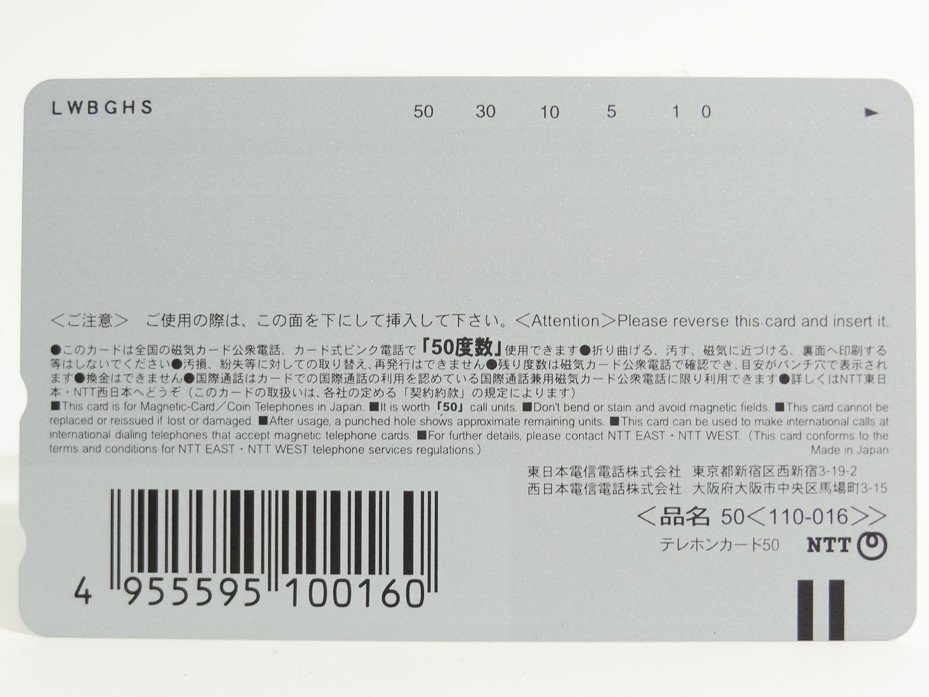 LWBGHS 50 30 10 5 1 0 ►
＜ご注意＞ ご使用の際は、この面を下にして挿入して下さい。＜Attention＞Please reverse this card and insert it.
●このカードは全国の磁気カード公衆電話、カード式ピンク電話で「50度数」使用できます●折り曲げる、汚す、磁気に近づける、裏面へ印刷する
等はしないでください●汚損、紛失等に対しての取り替え、再発行はできません●残り度数は磁気カード公衆電話で確認でき、目安がパンチ穴で表示され
ます●換金はできません●国際通話はカードでの国際通話の利用を認めている国際通話兼用磁気カード公衆電話に限り利用できます●詳しくはNTT東日
本・NTT西日本へどうぞ（このカードの取扱いは、各社の定める「契約約款」の規定によります）
■This card is for Magnetic-Card／Coin Telephones in Japan. ■It is worth「50」call units. ■Don't bend or stain and avoid magnetic fields. ■This card cannot be
replaced or reissued if lost or damaged. ■After usage, a punched hole shows approximate remaining units. ■This card can be used to make international calls at
international dialing telephones that accept magnetic telephone cards. ■For further details, please contact NTT EAST・NTT WEST（This card conforms to the
terms and conditions for NTT EAST・NTT WEST telephone services regulations.） Made in Japan
東日本電信電話株式会社 東京都新宿区西新宿3-19-2
西日本電信電話株式会社 大阪府大阪市中央区馬場町3-15
＜品名 50＜110-016＞＞
テレホンカード50 NTT
4 955595 100160